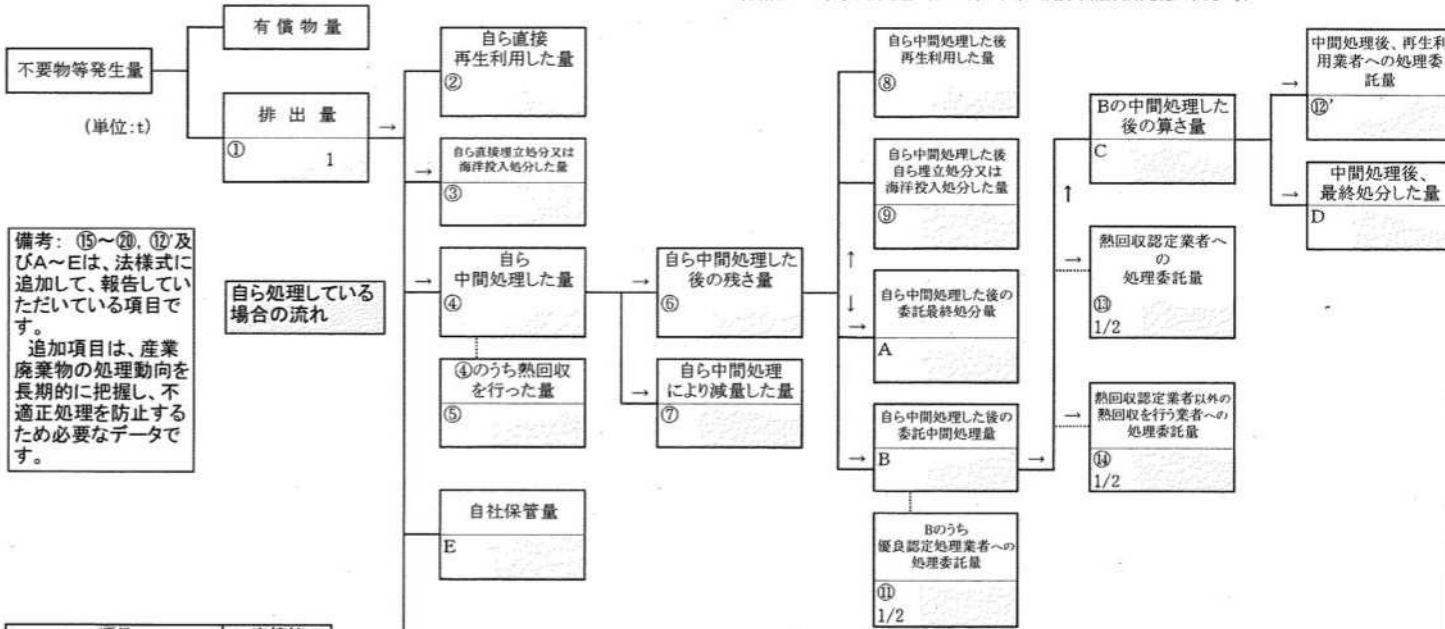 有償物量
不要物等発生量
(単位:t)
排出量
①
1
自ら直接
再生利用した量
②
自ら直接埋立処分又は
海洋投入処分した量
③
自ら
中間処理した量
④
④のうち熱回収
を行った量
⑤
自社保管量
E
備考: ⑮~⑳, ⑫'及
びA~Eは、法様式に
追加して、報告してい
ただいている項目で
す。
追加項目は、産業
廃棄物の処理動向を
長期的に把握し、不
適正処理を防止する
ため必要なデータで
す。
自ら処理している
場合の流れ
自ら中間処理した
後の残さ量
⑥
自ら中間処理
により減量した量
⑦
自ら中間処理した後
再生利用した量
⑧
自ら中間処理した後
自ら埋立処分又は
海洋投入処分した量
⑨
自ら中間処理した後の
委託最終処分量
A
自ら中間処理した後の
委託中間処理量
B
Bのうち
優良認定処理業者への
処理委託量
⑪
1/2
Bの中間処理した
後の算さ量
C
熱回収認定業者へ
の
処理委託量
⑬
1/2
熱回収認定業者以外の
熱回収を行う業者への
処理委託量
⑭
1/2
中間処理後、再生利
用業者への処理委
託量
⑫'
中間処理後、
最終処分した量
D